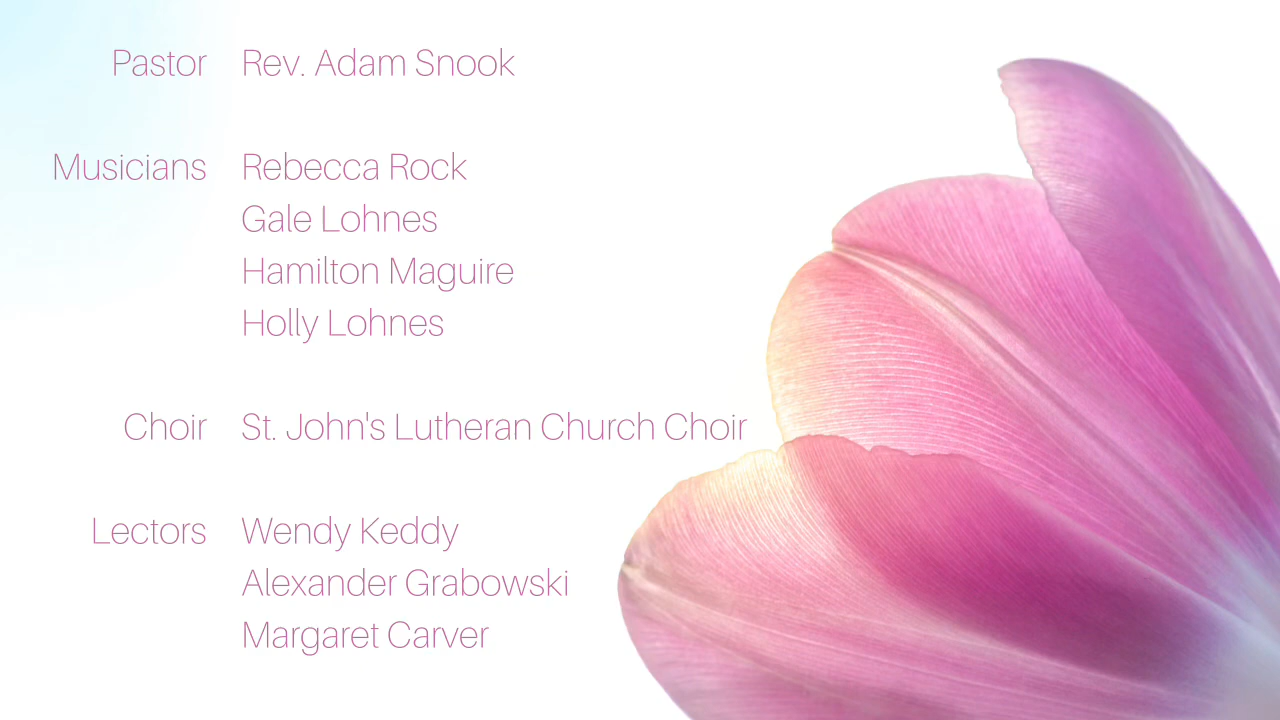 Pastor Rev. Adam Snook
Musicians Rebecca Rock
Gale Lohnes
Hamilton Maguire
Holly Lohnes
Choir St. John's Lutheran Church Choir
Lectors Wendy Keddy
Alexander Grabowski
Margaret Carver